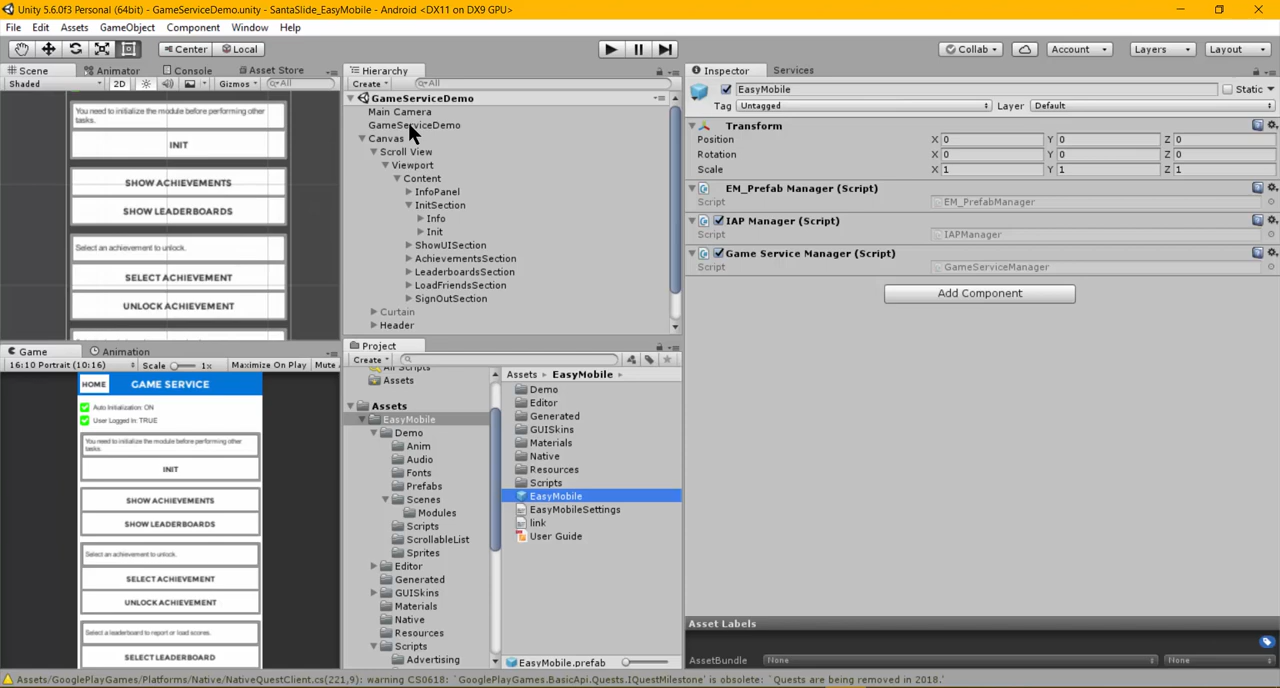 Unity 5.6.0f3 Personal (64bit) - GameServiceDemo.unity - SantaSlide_EasyMobile - Android <DX11 on DX9 GPU>
File Edit Assets GameObject Component Window Help
Center Local Collab Account Layers Layout
Scene Animator Console Asset Store
Shaded 2D Gizmos All
You need to initialize the module before performing other
tasks.
INIT
SHOW ACHIEVEMENTS
SHOW LEADERBOARDS
Select an achievement to unlock.
SELECT ACHIEVEMENT
UNLOCK ACHIEVEMENT
Game Animation
16:10 Portrait (10:16) Scale 1x Maximize On Play Mute
HOME GAME SERVICE
Auto Initialization: ON
User Logged In: TRUE
You need to initialize the module before performing other
tasks.
INIT
SHOW ACHIEVEMENTS
SHOW LEADERBOARDS
Select an achievement to unlock.
SELECT ACHIEVEMENT
UNLOCK ACHIEVEMENT
Select a leaderboard to report or load scores.
SELECT LEADERBOARD
Hierarchy
Create All
GameServiceDemo
Main Camera
GameServiceDemo
Canvas
Scroll View
Viewport
Content
InfoPanel
InitSection
Info
Init
ShowUISection
AchievementsSection
LeaderboardsSection
LoadFriendsSection
SignOutSection
Curtain
Header
Project
Create
All Scripts
Assets
Assets
EasyMobile
Demo
Anim
Audio
Fonts
Prefabs
Scenes
Modules
Scripts
ScrollableList
Sprites
Editor
Generated
GUISkins
Materials
Native
Resources
Scripts
Advertising
Assets EasyMobile
Demo
Editor
Generated
GUISkins
Materials
Native
Resources
Scripts
EasyMobile
EasyMobileSettings
link
User Guide
EasyMobile.prefab
Inspector Services
EasyMobile Static
Tag Untagged Layer Default
Transform
Position X 0 Y 0 Z 0
Rotation X 0 Y 0 Z 0
Scale X 1 Y 1 Z 1
EM_Prefab Manager (Script)
Script EM_PrefabManager
IAP Manager (Script)
Script IAPManager
Game Service Manager (Script)
Script GameServiceManager
Add Component
Asset Labels
AssetBundle None None
Assets/GooglePlayGames/Platforms/Native/NativeQuestClient.cs(221,9): warning CS0618: `GooglePlayGames.BasicApi.Quests.IQuestMilestone' is obsolete: `Quests are being removed in 2018.'